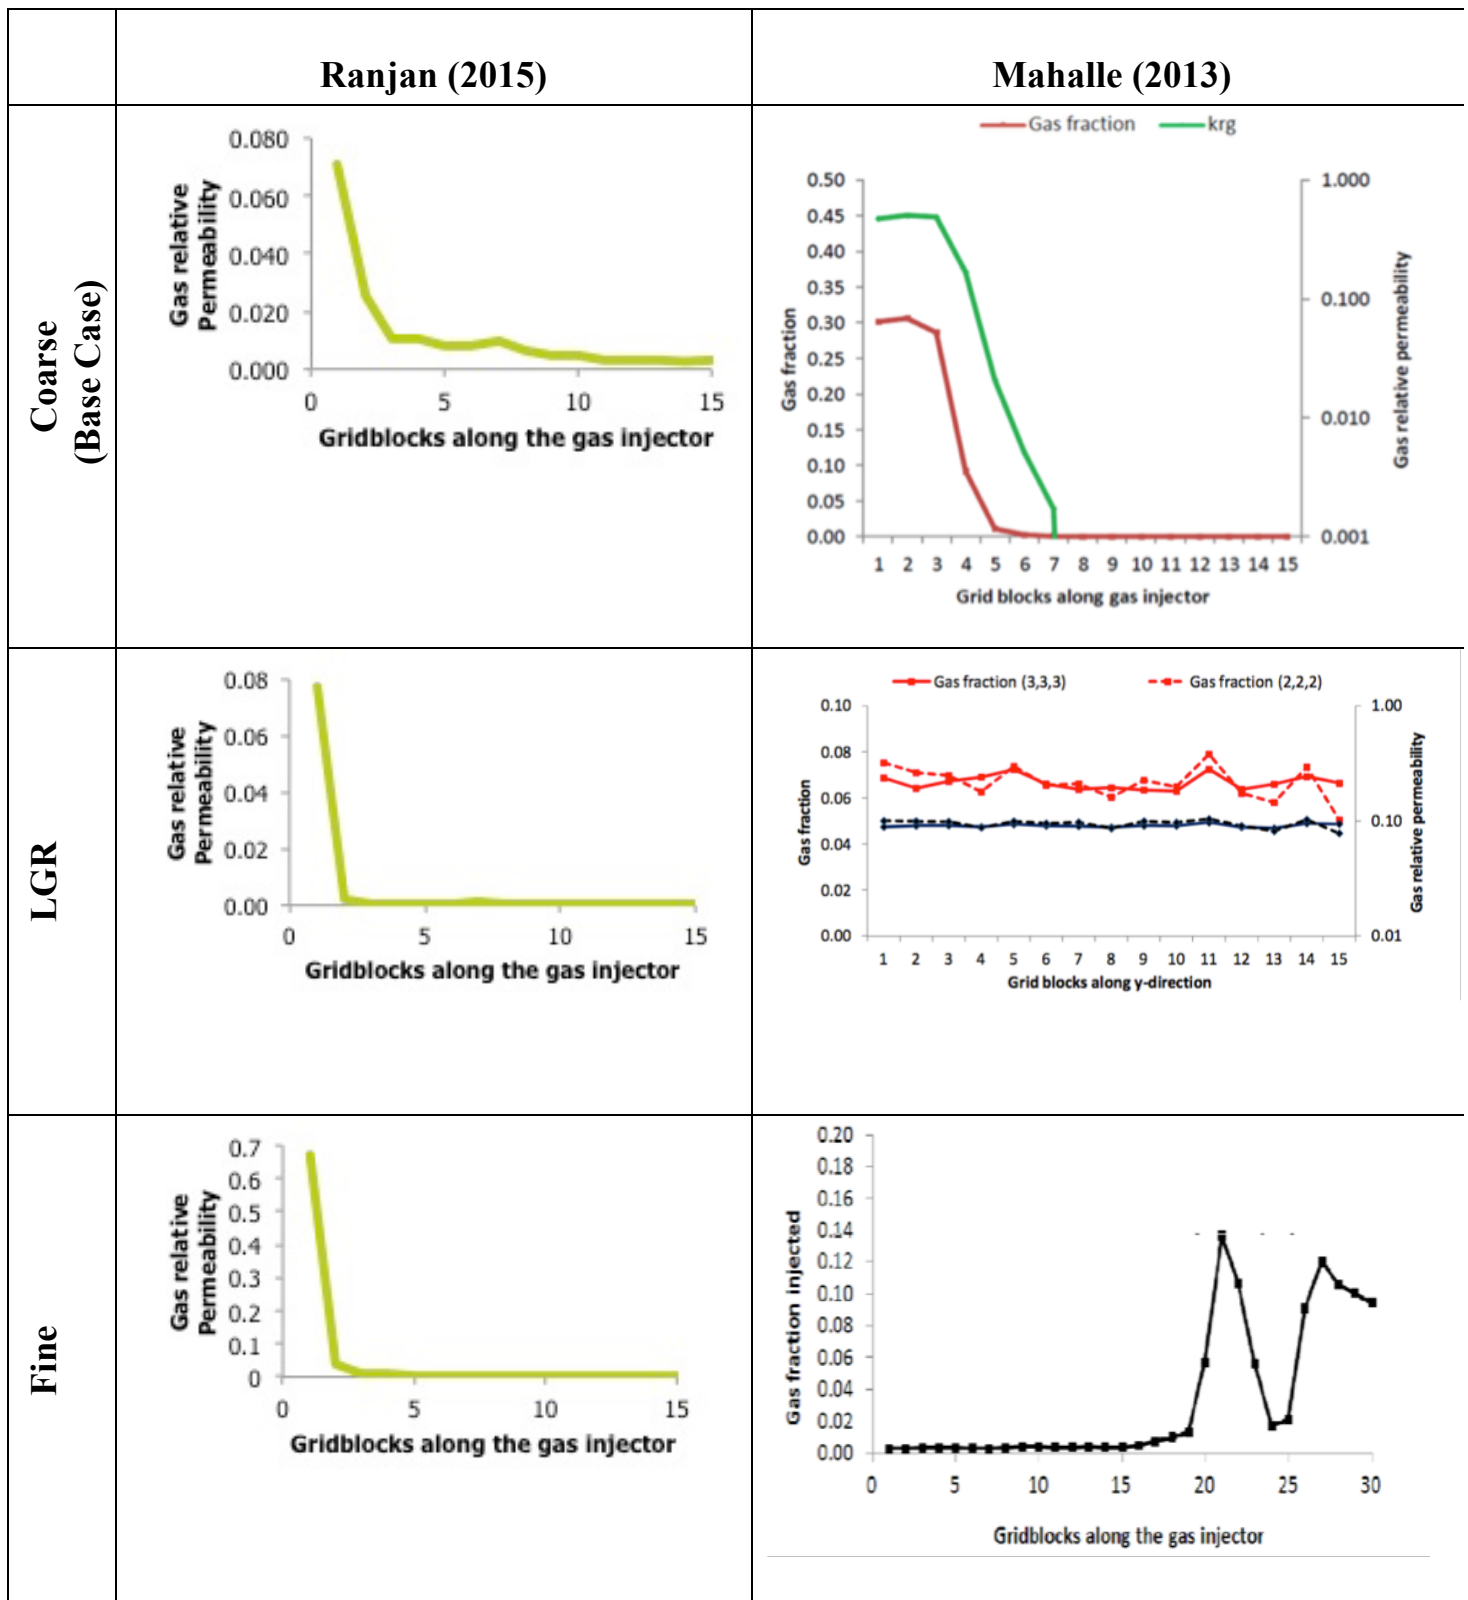 Ranjan (2015)
Mahalle (2013)
Coarse
(Base Case)
Gas relative
Permeability
0.080
0.060
0.040
0.020
0.000
0 5 10 15
Gridblocks along the gas injector
Gas fraction krg
Gas fraction
0.50
0.45
0.40
0.35
0.30
0.25
0.20
0.15
0.10
0.05
0.00
1.000
0.100
0.010
0.001
Gas relative permeability
1 2 3 4 5 6 7 8 9 10 11 12 13 14 15
Grid blocks along gas injector
LGR
Gas relative
Permeability
0.08
0.06
0.04
0.02
0.00
0 5 10 15
Gridblocks along the gas injector
Gas fraction (3,3,3) Gas fraction (2,2,2)
Gas fraction
0.10
0.08
0.06
0.04
0.02
0.00
1.00
0.10
0.01
Gas relative permeability
1 2 3 4 5 6 7 8 9 10 11 12 13 14 15
Grid blocks along y-direction
Fine
Gas relative
Permeability
0.7
0.6
0.5
0.4
0.3
0.2
0.1
0
0 5 10 15
Gridblocks along the gas injector
Gas fraction injected
0.20
0.18
0.16
0.14
0.12
0.10
0.08
0.06
0.04
0.02
0.00
0 5 10 15 20 25 30
Gridblocks along the gas injector